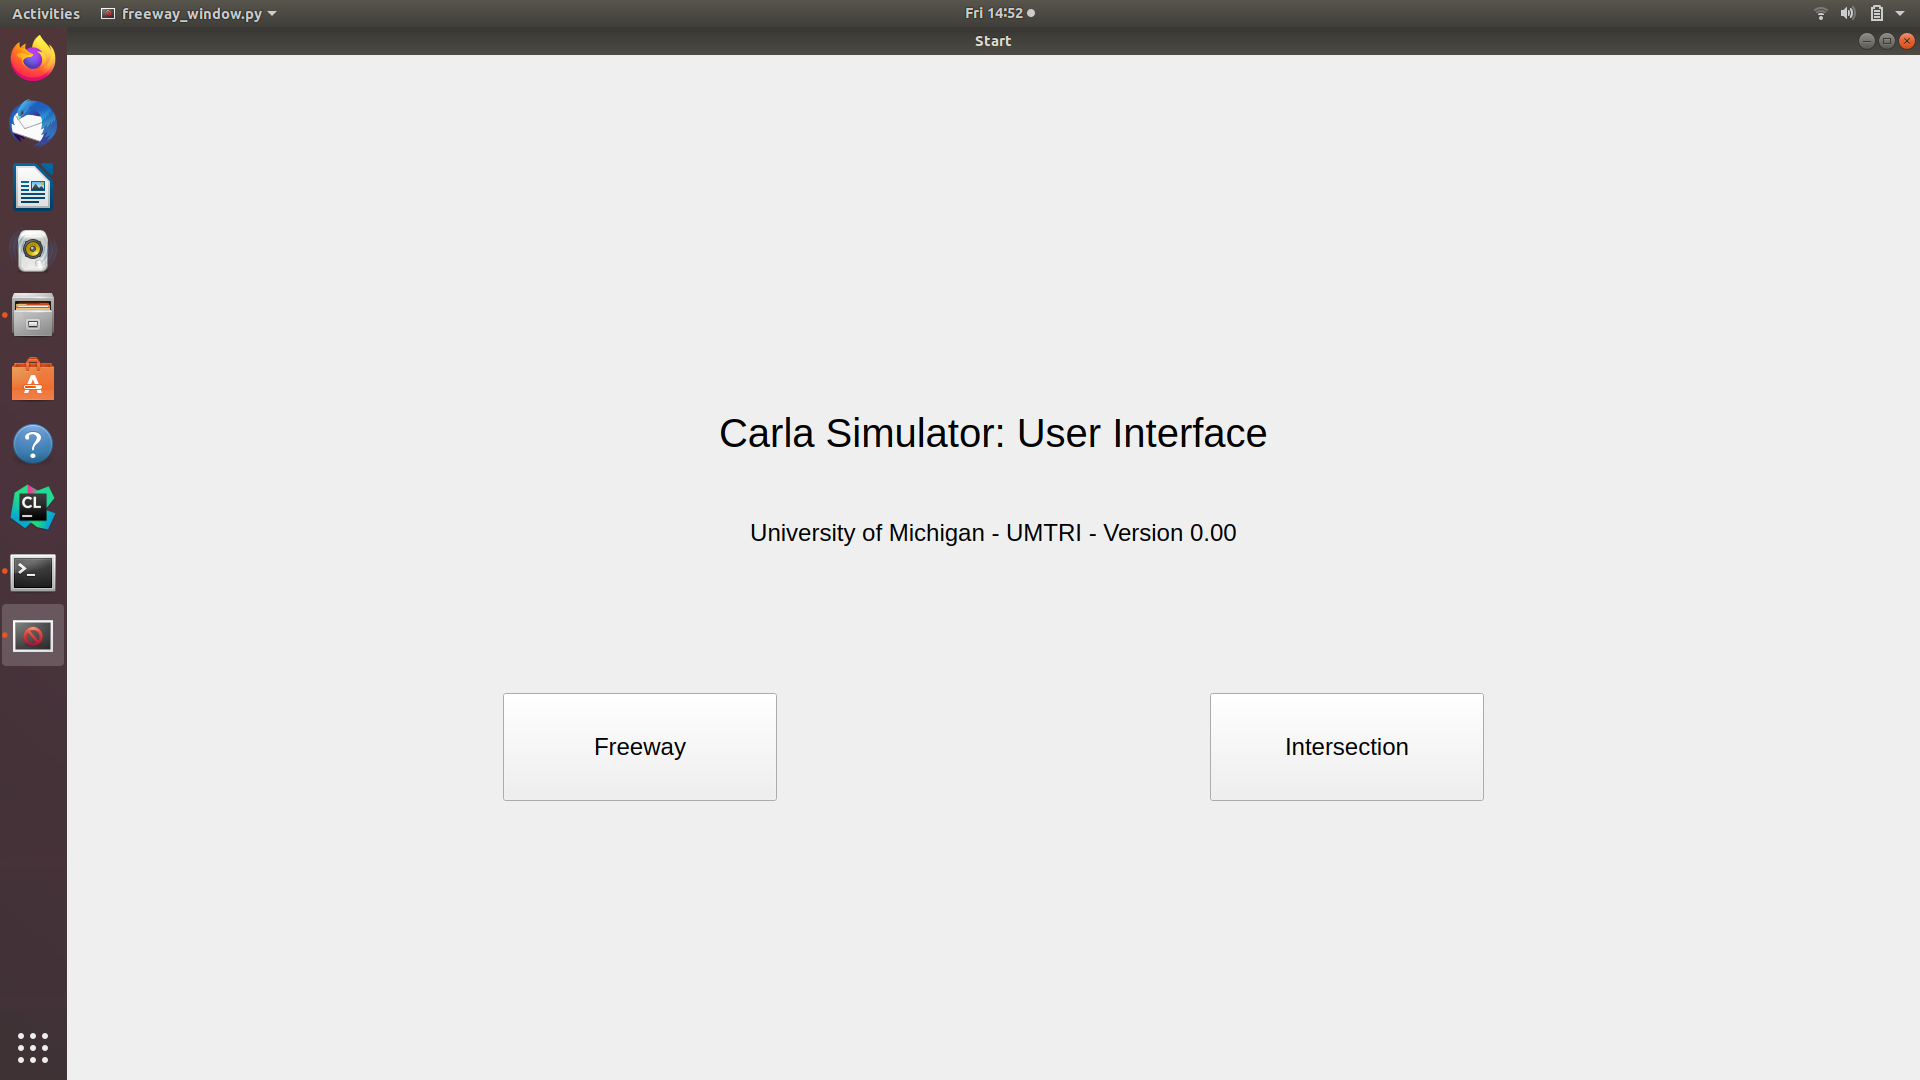 Activities freeway_window.py Fri 14:52
Start
Carla Simulator: User Interface
University of Michigan - UMTRI - Version 0.00
Freeway Intersection
A
?
CL
>_